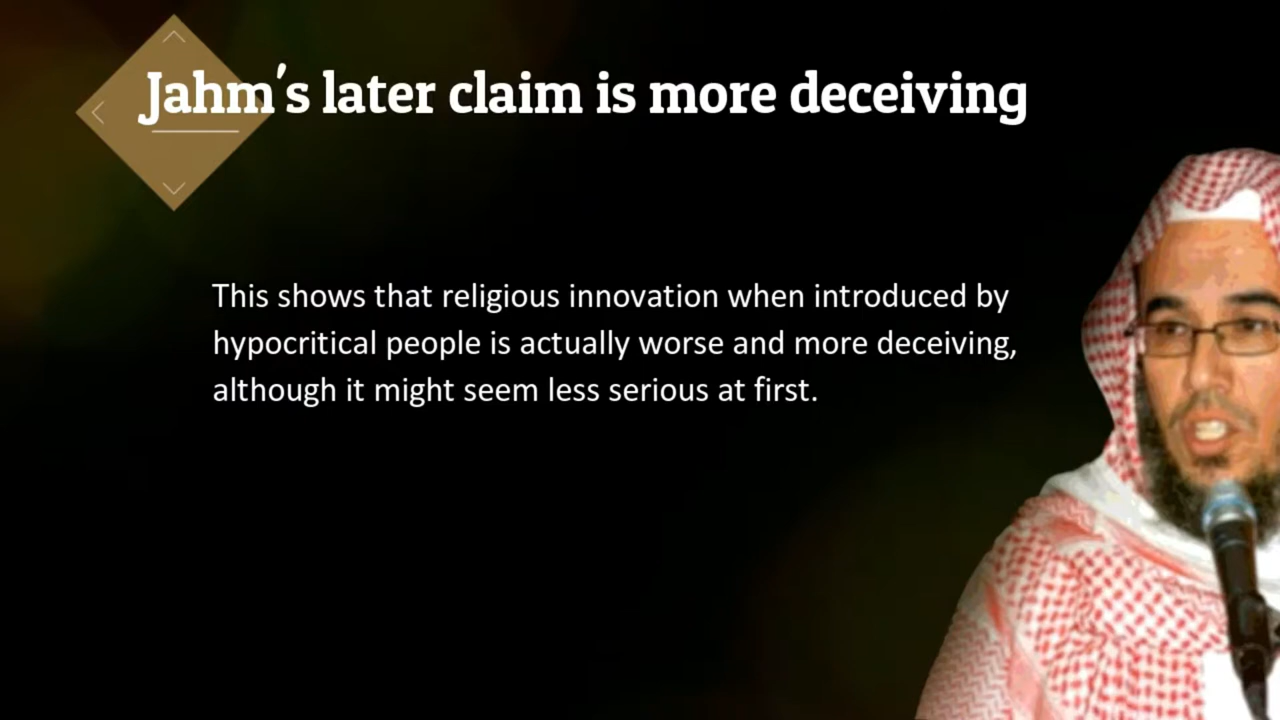 Jahm's later claim is more deceiving
This shows that religious innovation when introduced by
hypocritical people is actually worse and more deceiving,
although it might seem less serious at first.